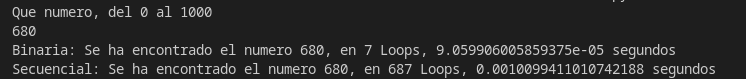 Que numero, del 0 al 1000
680
Binaria: Se ha encontrado el numero 680, en 7 Loops, 9.059906005859375e-05 segundos
Secuencial: Se ha encontrado el numero 680, en 687 Loops, 0.0010099411010742188 segundos